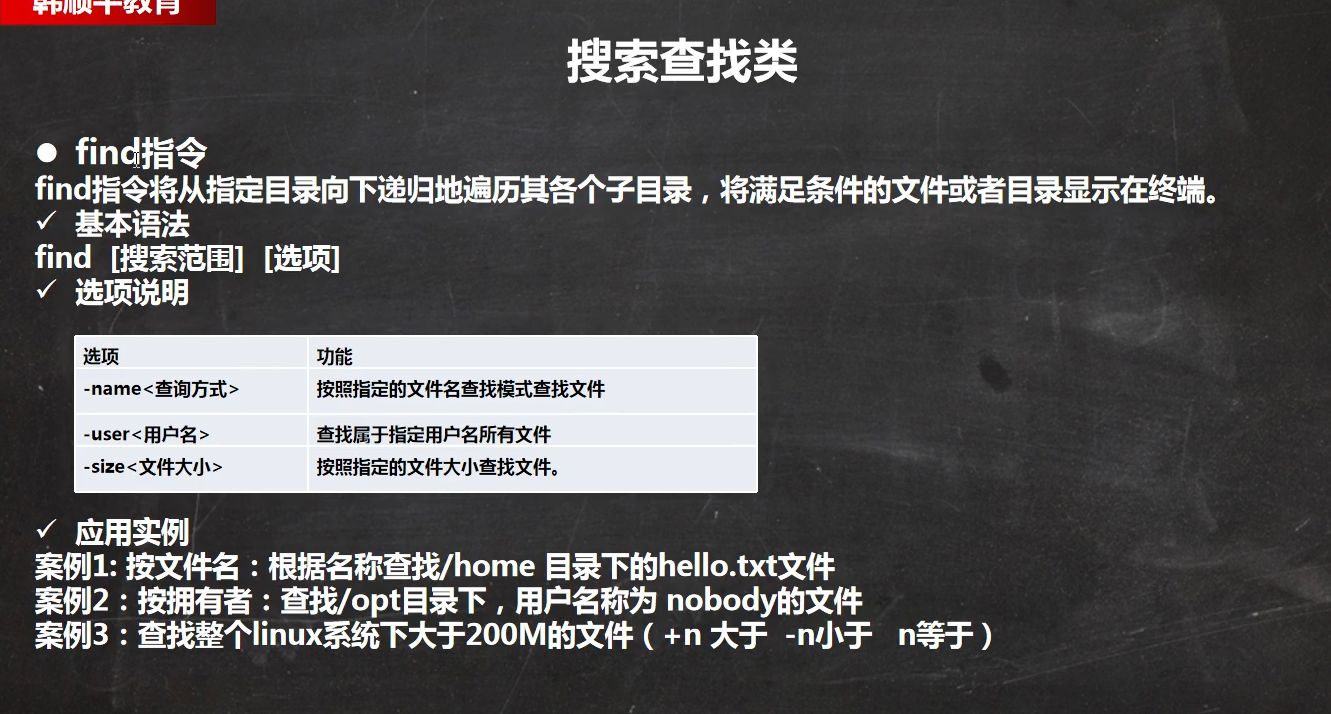 韩顺平教育
搜索查找类
● find指令
find指令将从指定目录向下递归地遍历其各个子目录，将满足条件的文件或者目录显示在终端。
✓ 基本语法
find [搜索范围] [选项]
✓ 选项说明
选项 功能
-name<查询方式> 按照指定的文件名查找模式查找文件
-user<用户名> 查找属于指定用户名所有文件
-size<文件大小> 按照指定的文件大小查找文件。
✓ 应用实例
案例1: 按文件名：根据名称查找/home 目录下的hello.txt文件
案例2：按拥有者：查找/opt目录下，用户名称为 nobody的文件
案例3：查找整个linux系统下大于200M的文件（+n 大于 -n小于 n等于）